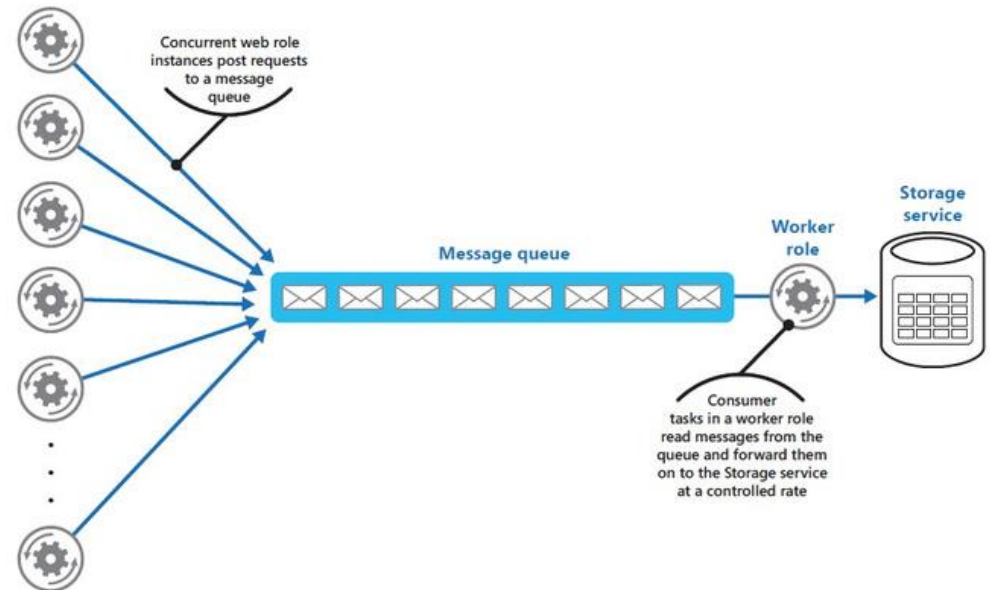 Concurrent web role
instances post requests
to a message
queue
Message queue
Worker
role
Storage
service
Consumer
tasks in a worker role
read messages from the
queue and forward them
on to the Storage service
at a controlled rate